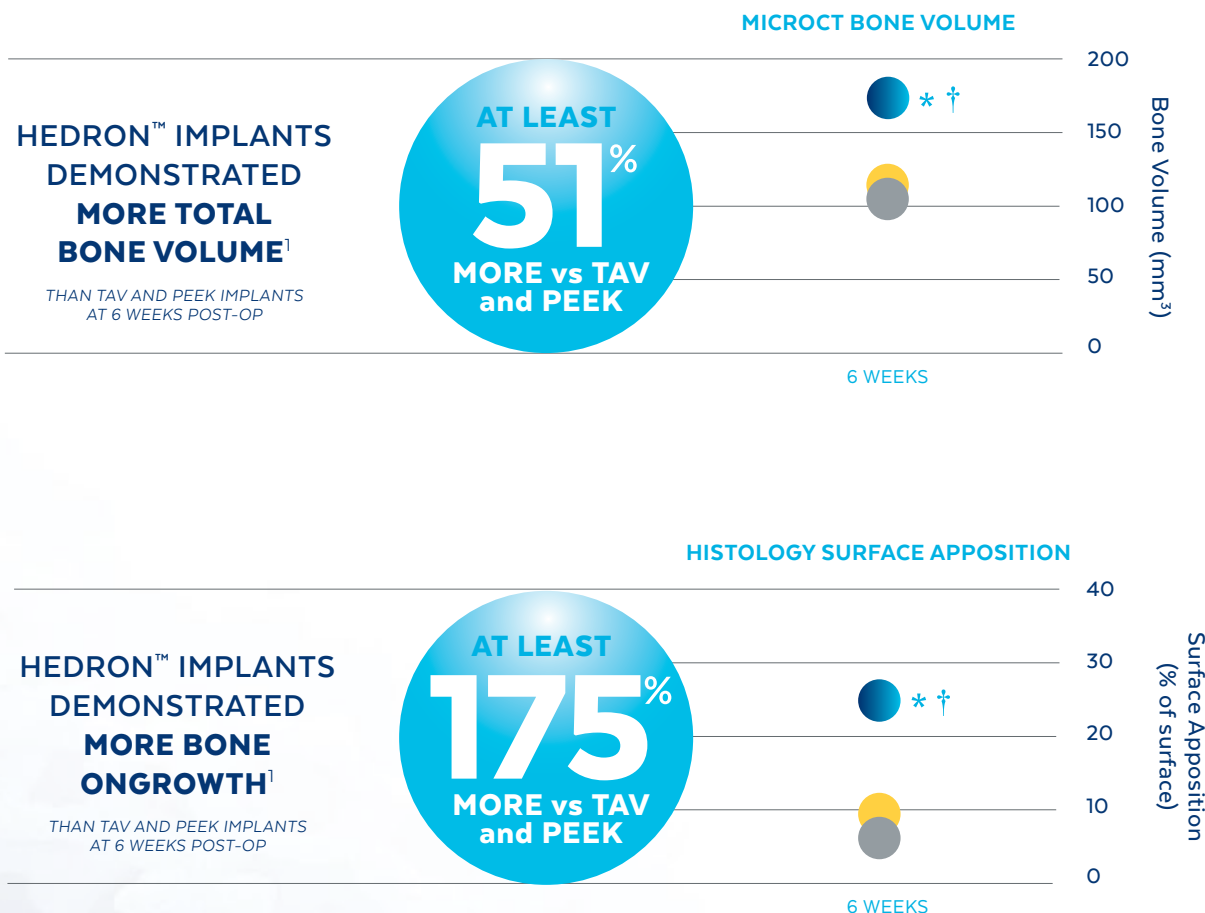 MICROCT BONE VOLUME
HEDRON™ IMPLANTS
DEMONSTRATED
MORE TOTAL
BONE VOLUME¹
THAN TAV AND PEEK IMPLANTS
AT 6 WEEKS POST-OP
AT LEAST
51%
MORE vs TAV
and PEEK
* †
200
150
100
50
0
Bone Volume (mm³)
6 WEEKS
HISTOLOGY SURFACE APPOSITION
HEDRON™ IMPLANTS
DEMONSTRATED
MORE BONE
ONGROWTH¹
THAN TAV AND PEEK IMPLANTS
AT 6 WEEKS POST-OP
AT LEAST
175%
MORE vs TAV
and PEEK
* †
40
30
20
10
0
Surface Apposition
(% of surface)
6 WEEKS